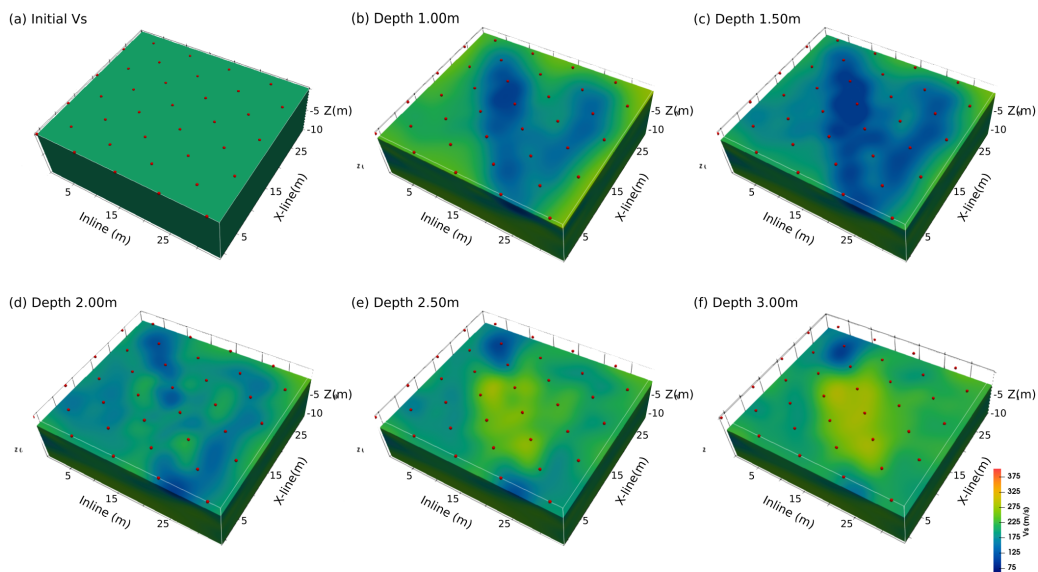 (a) Initial Vs
(b) Depth 1.00m
(c) Depth 1.50m
-5 Z(m)
-10
25
15
5
X-line(m)
5
15
Inline (m)
-5 Z(m)
-10
25
15
5
X-line(m)
5
15
25
Inline (m)
-5 Z(m)
-10
25
15
5
X-line(m)
5
15
25
Inline (m)
(d) Depth 2.00m
(e) Depth 2.50m
(f) Depth 3.00m
-5 Z(m)
-10
25
15
5
X-line(m)
5
15
25
Inline (m)
-5 Z(m)
-10
25
15
5
X-line(m)
5
15
25
Inline (m)
-5 Z(m)
-10
25
15
5
X-line(m)
5
15
25
Inline (m)
375
325
275
225
175
125
75
Vs (m/s)